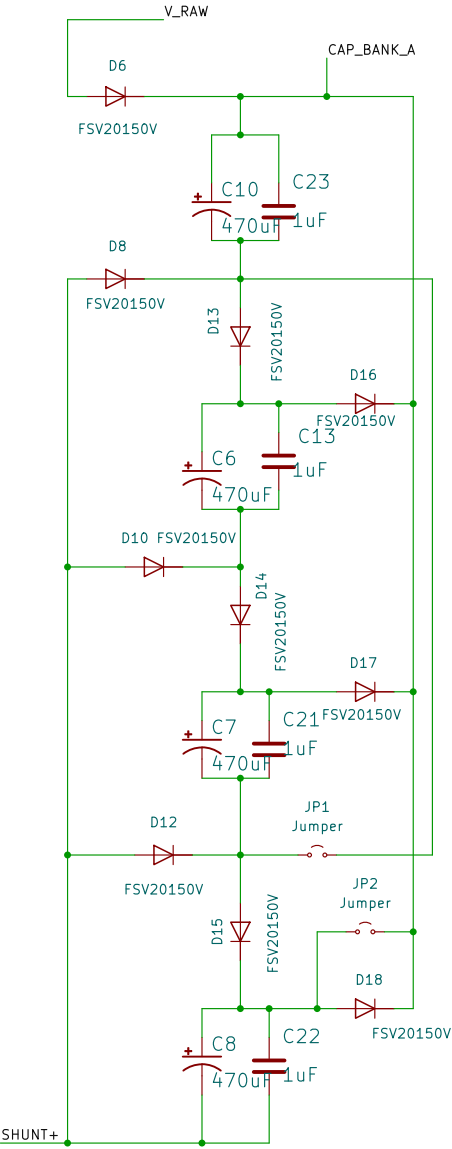 V_RAW
CAP_BANK_A
D6
FSV20150V
C10
C23
470uF
1uF
D8
FSV20150V
D13
FSV20150V
D16
FSV20150V
C13
C6
1uF
470uF
D10 FSV20150V
D14
FSV20150V
D17
FSV20150V
C7
C21
470uF
1uF
JP1
Jumper
D12
FSV20150V
JP2
Jumper
D15
FSV20150V
D18
FSV20150V
C8
C22
470uF
1uF
SHUNT+